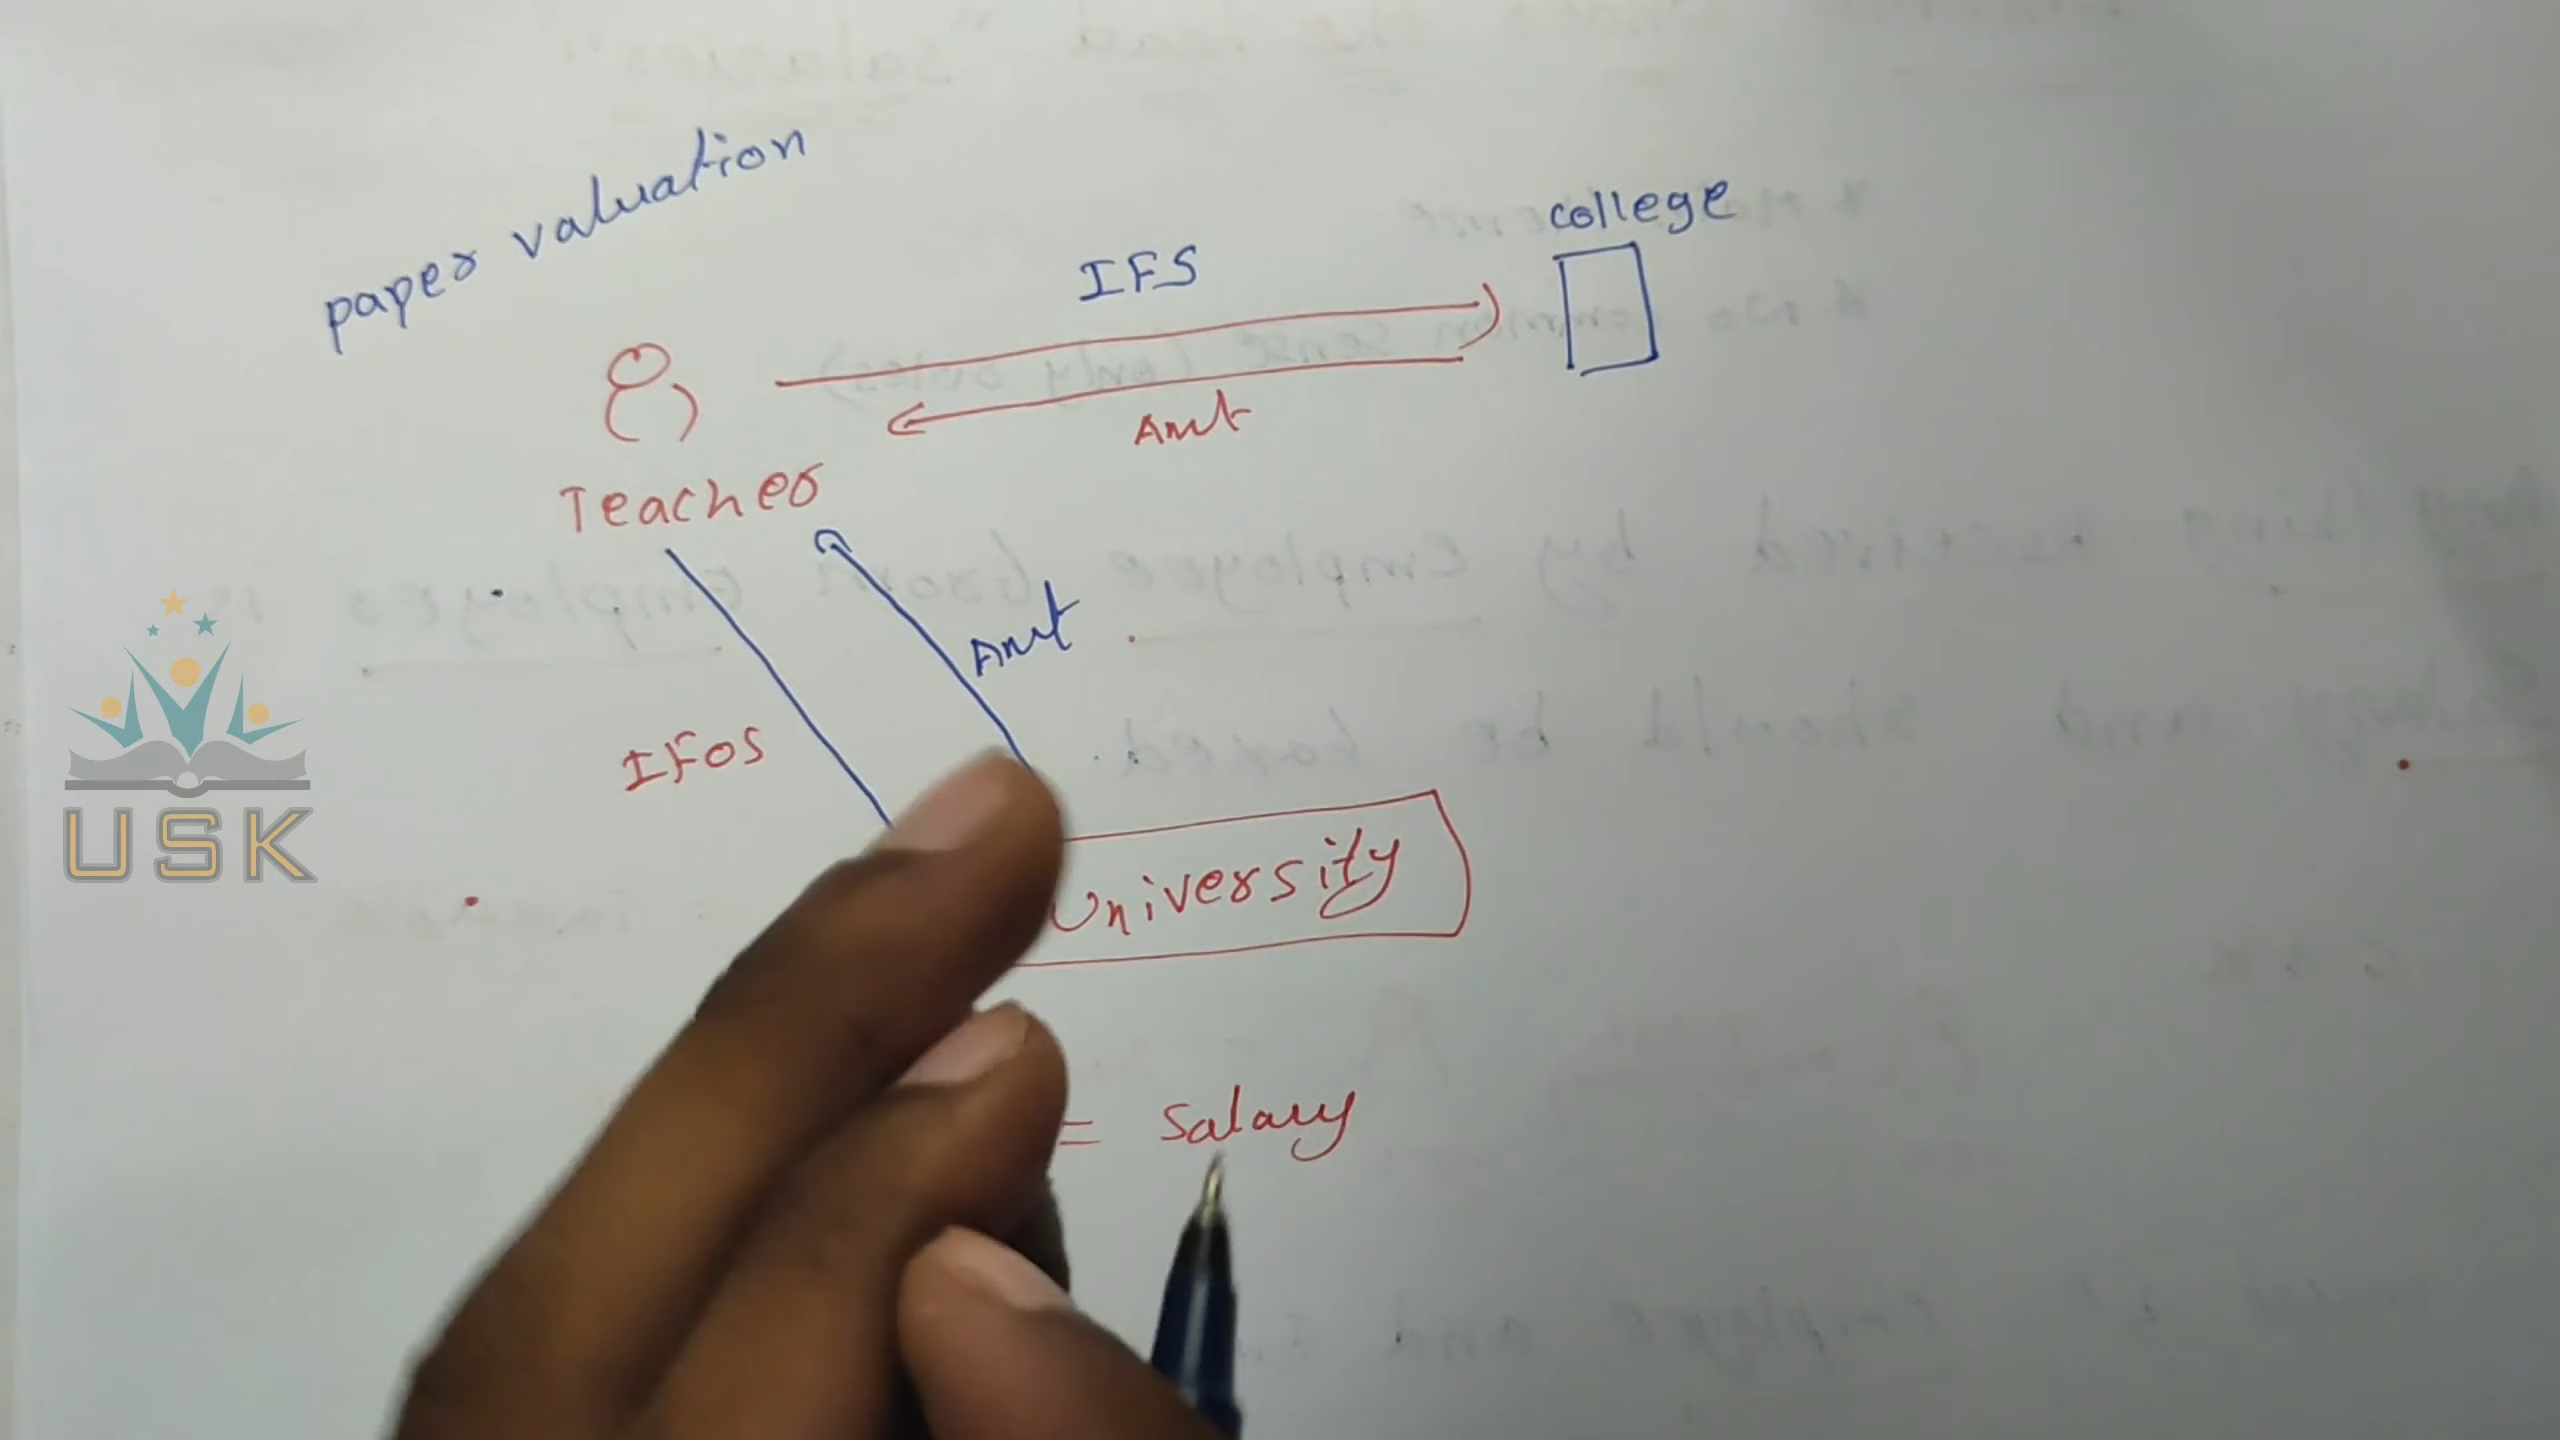 paper valuation
college
IFS
Amt
Teacher
Amt
IFOS
USK
University
= Salary